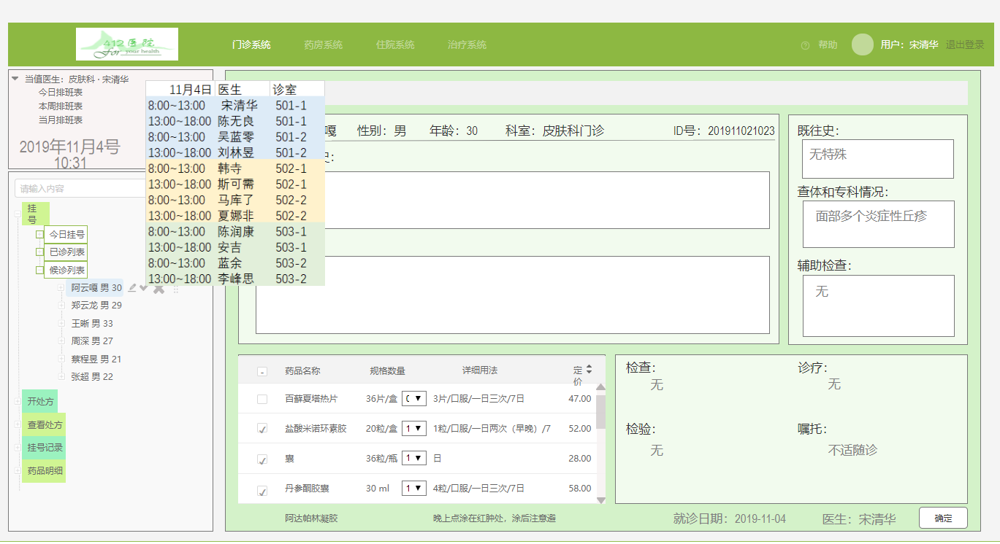 412医院
For your health
门诊系统 药房系统 住院系统 治疗系统 帮助 用户：宋清华 退出登录
当值医生：皮肤科 · 宋清华
今日排班表
本周排班表
当月排班表
2019年11月4号
10:31
11月4日 医生 诊室
8:00~13:00 宋清华 501-1
13:00~18:00 陈无良 501-1
8:00~13:00 吴蓝零 501-2
13:00~18:00 刘林昱 501-2
8:00~13:00 韩寺 502-1
13:00~18:00 斯可需 502-1
8:00~13:00 马库了 502-2
13:00~18:00 夏娜非 502-2
8:00~13:00 陈润康 503-1
13:00~18:00 安吉 503-1
8:00~13:00 蓝余 503-2
13:00~18:00 李峰思 503-2
请输入内容
挂
号
今日挂号
已诊列表
候诊列表
阿云嘎 男 30
郑云龙 男 29
王晰 男 33
周深 男 27
蔡程昱 男 21
张超 男 22
开处方
查看处方
挂号记录
药品明细
嘎 性别：男 年龄：30 科室：皮肤科门诊 ID号：201911021023
史：
既往史：
无特殊
查体和专科情况：
面部多个炎症性丘疹
辅助检查：
无
药品名称 规格数量 详细用法 定
价
百藓夏塔热片 36片/盒 0 3片/口服/一日三次/7日 47.00
盐酸米诺环素胶 20粒/盒 1 1粒/口服/一日两次（早晚）/7 52.00
囊 36粒/瓶 1 日 28.00
丹参酮胶囊 30 ml 1 4粒/口服/一日三次/7日 58.00
阿达帕林凝胶 晚上点涂在红肿处，涂后注意避
检查：
无
诊疗：
无
检验：
无
嘱托：
不适随诊
就诊日期：2019-11-04 医生：宋清华 确定